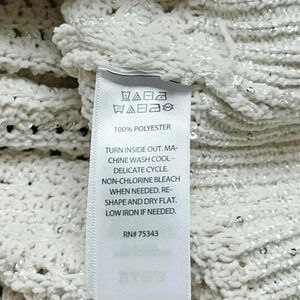 100% POLYESTER
TURN INSIDE OUT. MA-
CHINE WASH COOL -
DELICATE CYCLE.
NON-CHLORINE BLEACH
WHEN NEEDED. RE-
SHAPE AND DRY FLAT.
LOW IRON IF NEEDED.
RN# 75343